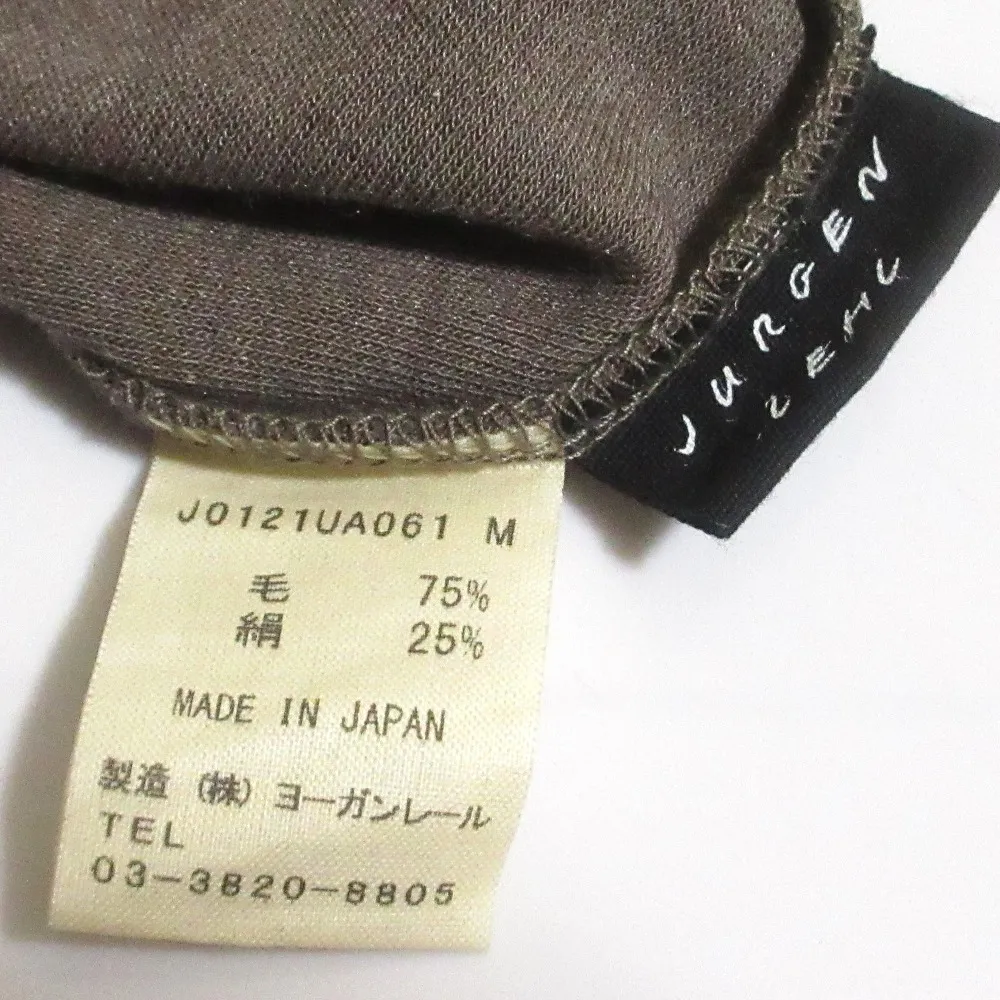 JURGEN
LEHL
J0121UA061 M
毛 75%
絹 25%
MADE IN JAPAN
製造 (株) ヨーガンレール
TEL
03-3820-8805